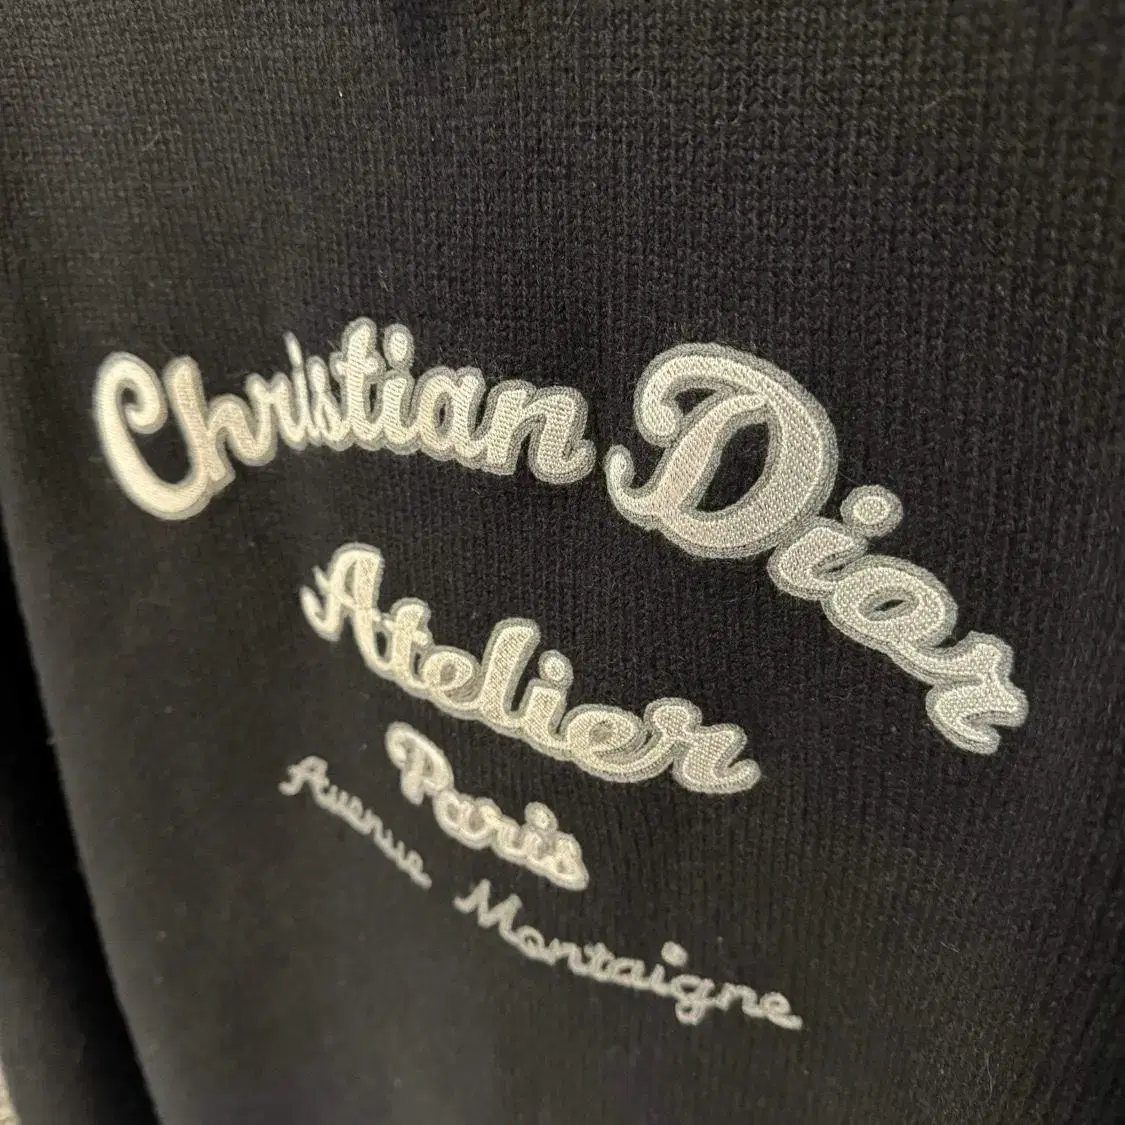 Christian Dior
Atelier
Paris
Avenue Montaigne